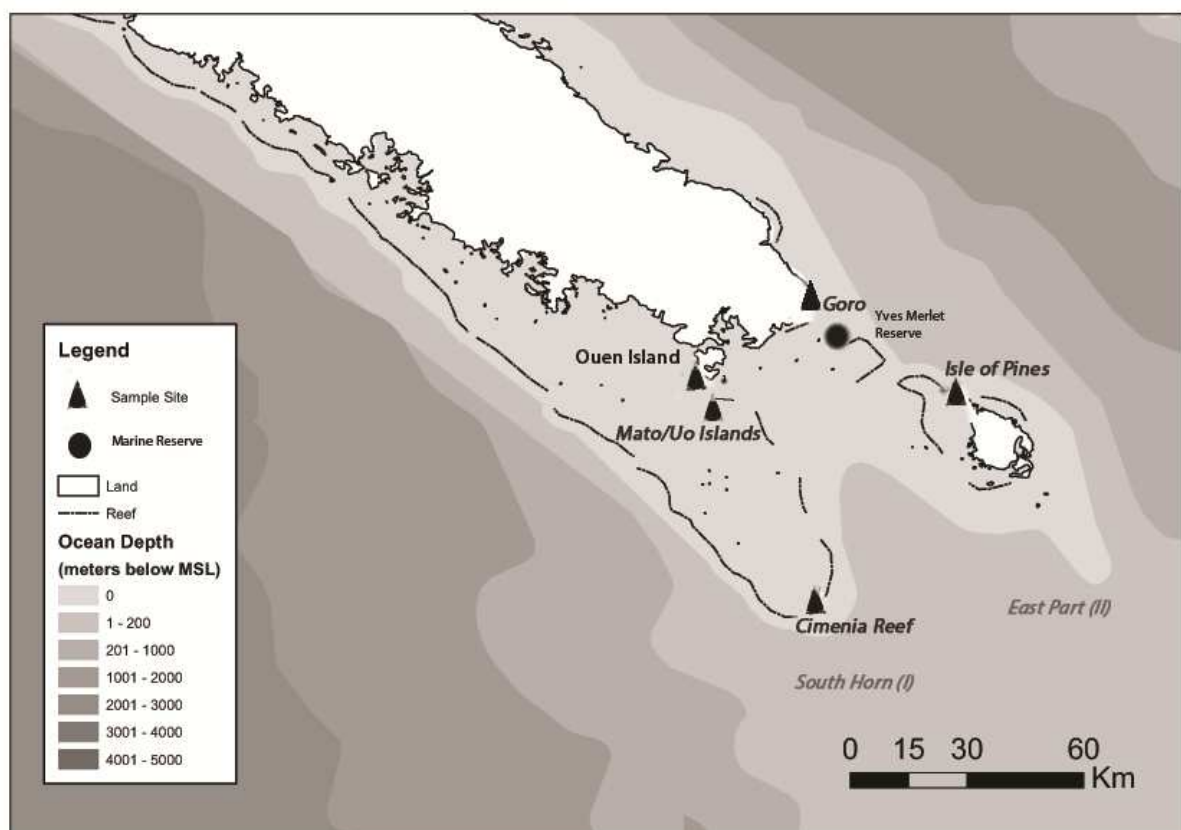 Goro
Yves Merlet
Reserve
Ouen Island
Isle of Pines
Mato/Uo Islands
East Part (II)
Cimenia Reef
South Horn (I)
Legend
Sample Site
Marine Reserve
Land
Reef
Ocean Depth
(meters below MSL)
0
1 - 200
201 - 1000
1001 - 2000
2001 - 3000
3001 - 4000
4001 - 5000
0 15 30 60
Km